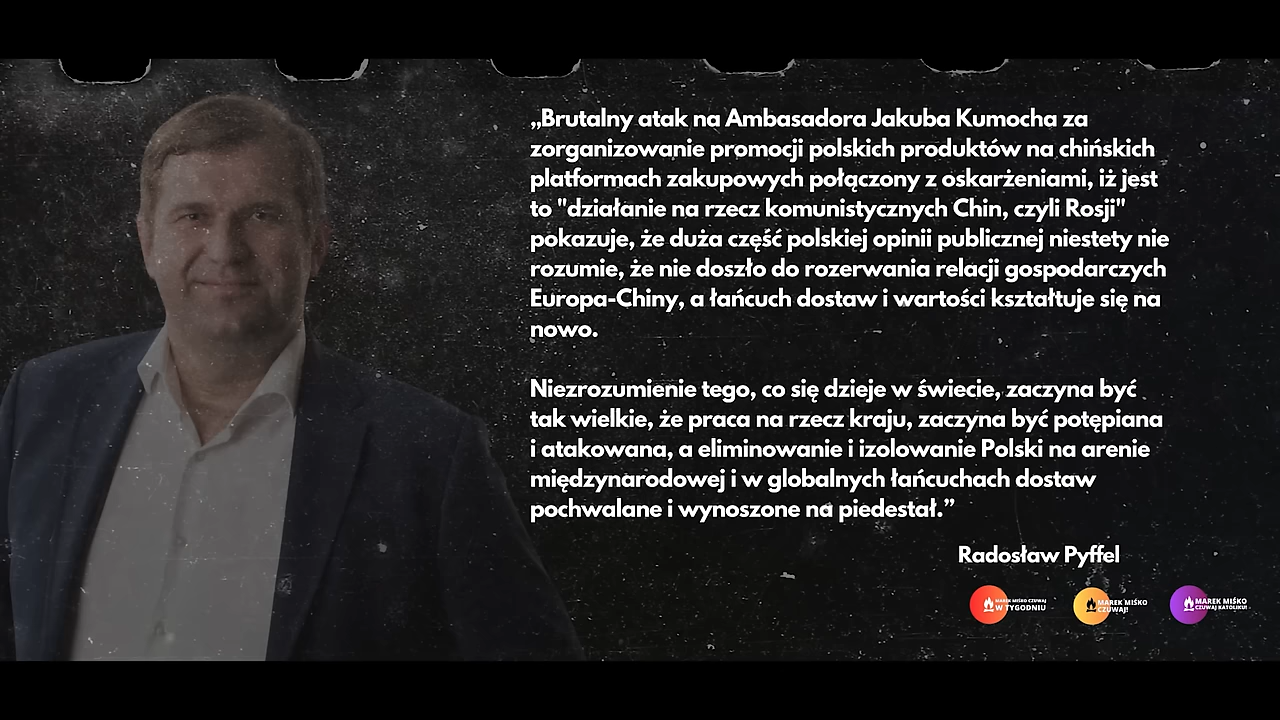 „Brutalny atak na Ambasadora Jakuba Kumocha za
zorganizowanie promocji polskich produktów na chińskich
platformach zakupowych połączony z oskarżeniami, iż jest
to "działanie na rzecz komunistycznych Chin, czyli Rosji"
pokazuje, że duża część polskiej opinii publicznej niestety nie
rozumie, że nie doszło do rozerwania relacji gospodarczych
Europa-Chiny, a łańcuch dostaw i wartości kształtuje się na
nowo.
Niezrozumienie tego, co się dzieje w świecie, zaczyna być
tak wielkie, że praca na rzecz kraju, zaczyna być potępiana
i atakowana, a eliminowanie i izolowanie Polski na arenie
międzynarodowej i w globalnych łańcuchach dostaw
pochwalane i wynoszone na piedestał.”
Radosław Pyffel
MAREK MIŚKO CZUWAJ
W TYGODNIU
MAREK MIŚKO
CZUWAJ!
MAREK MIŚKO
CZUWAJ KATOLIKU!